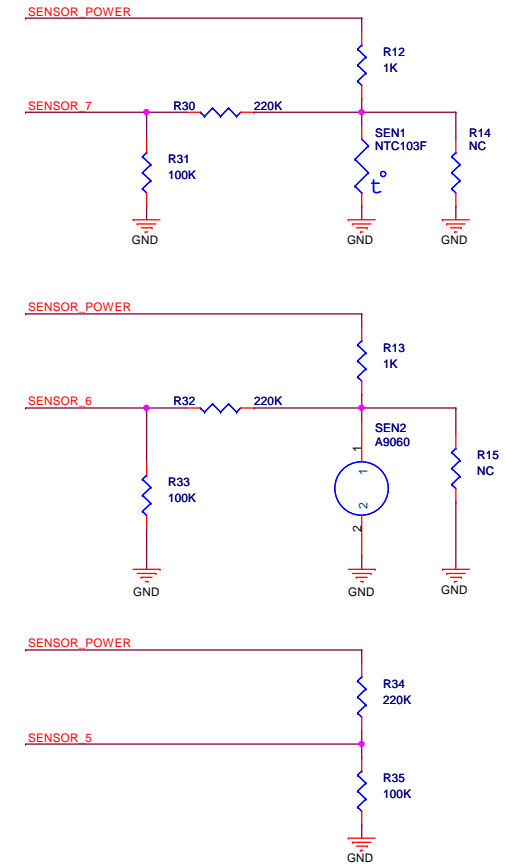 SENSOR_POWER
R12
1K
SENSOR_7
R30
220K
R14
NC
SEN1
NTC103F
t°
R31
100K
GND
GND
GND
SENSOR_POWER
R13
1K
SENSOR_6
R32
220K
SEN2
A9060
1
1
R15
NC
R33
100K
2
2
GND
GND
GND
SENSOR_POWER
R34
220K
SENSOR_5
R35
100K
GND